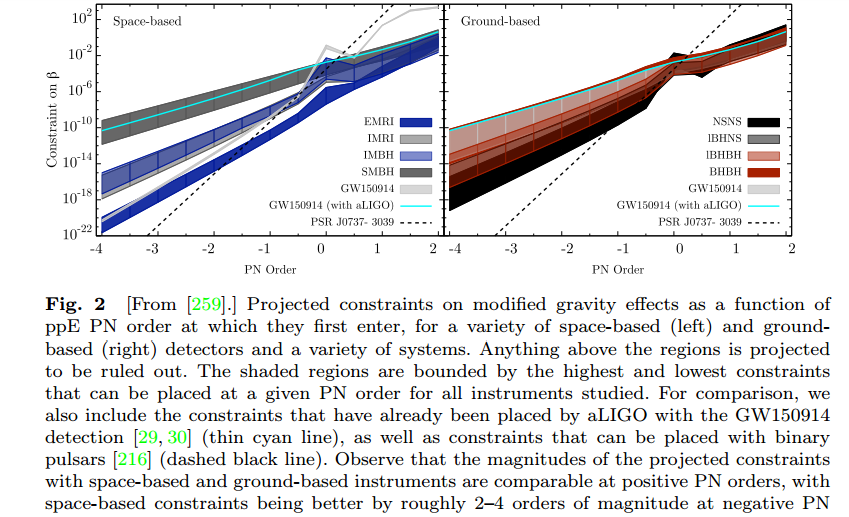 Space-based
Ground-based
Constraint on β
10²
10⁻²
10⁻⁶
10⁻¹⁰
10⁻¹⁴
10⁻¹⁸
10⁻²²
EMRI
IMRI
IMBH
SMBH
GW150914
GW150914 (with aLIGO)
PSR J0737- 3039
-4 -3 -2 -1 0 1 2
PN Order
NSNS
lBHNS
lBHBH
BHBH
GW150914
GW150914 (with aLIGO)
PSR J0737- 3039
-4 -3 -2 -1 0 1 2
PN Order
Fig. 2 [From [259].] Projected constraints on modified gravity effects as a function of
ppE PN order at which they first enter, for a variety of space-based (left) and ground-
based (right) detectors and a variety of systems. Anything above the regions is projected
to be ruled out. The shaded regions are bounded by the highest and lowest constraints
that can be placed at a given PN order for all instruments studied. For comparison, we
also include the constraints that have already been placed by aLIGO with the GW150914
detection [29, 30] (thin cyan line), as well as constraints that can be placed with binary
pulsars [216] (dashed black line). Observe that the magnitudes of the projected constraints
with space-based and ground-based instruments are comparable at positive PN orders, with
space-based constraints being better by roughly 2–4 orders of magnitude at negative PN